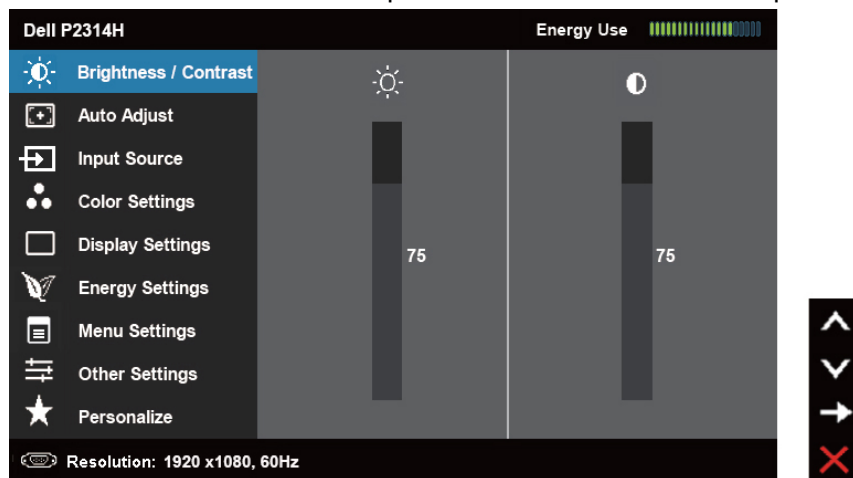 Dell P2314H Energy Use
Brightness / Contrast
Auto Adjust
Input Source
Color Settings
Display Settings
75 75
Energy Settings
Menu Settings
Other Settings
Personalize
Resolution: 1920 x1080, 60Hz